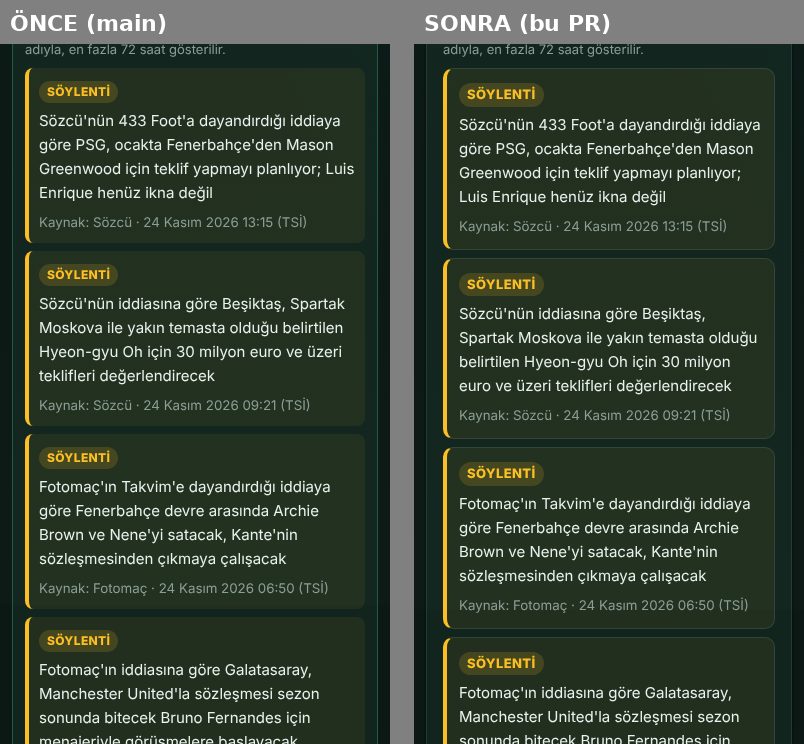 ÖNCE (main)
adıyla, en fazla 72 saat gösterilir.
SÖYLENTİ
Sözcü'nün 433 Foot'a dayandırdığı iddiaya
göre PSG, ocakta Fenerbahçe'den Mason
Greenwood için teklif yapmayı planlıyor; Luis
Enrique henüz ikna değil
Kaynak: Sözcü · 24 Kasım 2026 13:15 (TSİ)
SÖYLENTİ
Sözcü'nün iddiasına göre Beşiktaş, Spartak
Moskova ile yakın temasta olduğu belirtilen
Hyeon-gyu Oh için 30 milyon euro ve üzeri
teklifleri değerlendirecek
Kaynak: Sözcü · 24 Kasım 2026 09:21 (TSİ)
SÖYLENTİ
Fotomaç'ın Takvim'e dayandırdığı iddiaya
göre Fenerbahçe devre arasında Archie
Brown ve Nene'yi satacak, Kante'nin
sözleşmesinden çıkmaya çalışacak
Kaynak: Fotomaç · 24 Kasım 2026 06:50 (TSİ)
SÖYLENTİ
Fotomaç'ın iddiasına göre Galatasaray,
Manchester United'la sözleşmesi sezon
sonunda bitecek Bruno Fernandes için
menajeriyle görüşmelere başlayacak
SONRA (bu PR)
adıyla, en fazla 72 saat gösterilir.
SÖYLENTİ
Sözcü'nün 433 Foot'a dayandırdığı iddiaya
göre PSG, ocakta Fenerbahçe'den Mason
Greenwood için teklif yapmayı planlıyor;
Luis Enrique henüz ikna değil
Kaynak: Sözcü · 24 Kasım 2026 13:15 (TSİ)
SÖYLENTİ
Sözcü'nün iddiasına göre Beşiktaş,
Spartak Moskova ile yakın temasta olduğu
belirtilen Hyeon-gyu Oh için 30 milyon
euro ve üzeri teklifleri değerlendirecek
Kaynak: Sözcü · 24 Kasım 2026 09:21 (TSİ)
SÖYLENTİ
Fotomaç'ın Takvim'e dayandırdığı iddiaya
göre Fenerbahçe devre arasında Archie
Brown ve Nene'yi satacak, Kante'nin
sözleşmesinden çıkmaya çalışacak
Kaynak: Fotomaç · 24 Kasım 2026 06:50 (TSİ)
SÖYLENTİ
Fotomaç'ın iddiasına göre Galatasaray,
Manchester United'la sözleşmesi sezon
sonunda bitecek Bruno Fernandes için